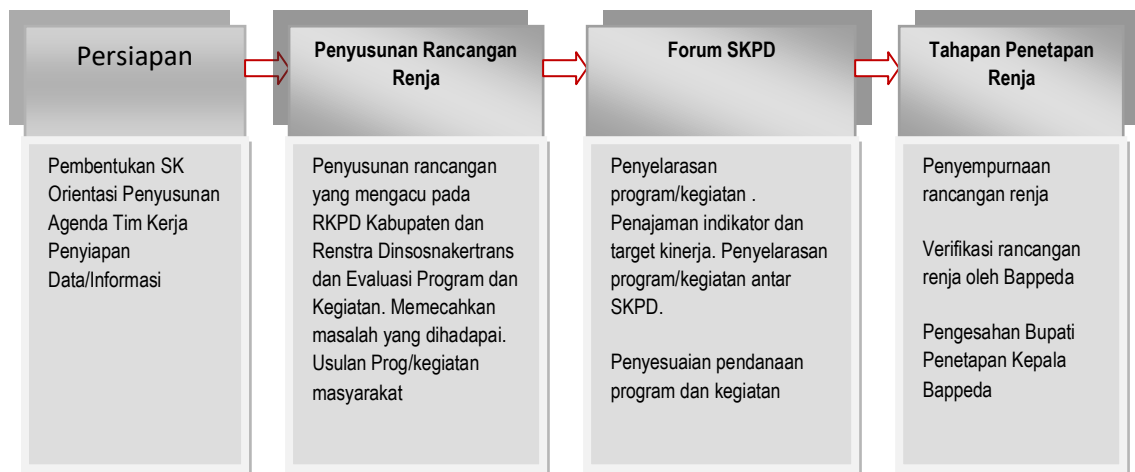 Persiapan
Pembentukan SK
Orientasi Penyusunan
Agenda Tim Kerja
Penyiapan
Data/Informasi
Penyusunan Rancangan
Renja
Penyusunan rancangan
yang mengacu pada
RKPD Kabupaten dan
Renstra Dinsosnakertrans
dan Evaluasi Program dan
Kegiatan. Memecahkan
masalah yang dihadapai.
Usulan Prog/kegiatan
masyarakat
Forum SKPD
Penyelarasan
program/kegiatan .
Penajaman indikator dan
target kinerja. Penyelarasan
program/kegiatan antar
SKPD.
Penyesuaian pendanaan
program dan kegiatan
Tahapan Penetapan
Renja
Penyempurnaan
rancangan renja
Verifikasi rancangan
renja oleh Bappeda
Pengesahan Bupati
Penetapan Kepala
Bappeda